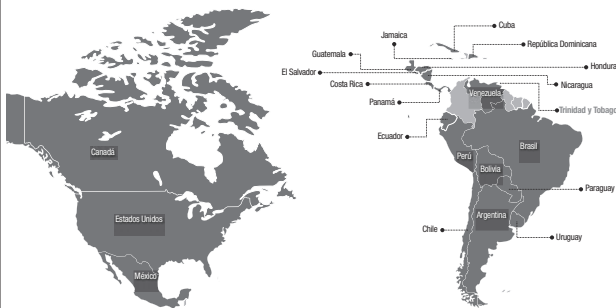 Cuba
Jamaica
República Dominicana
Guatemala
Hondura
El Salvador
Nicaragua
Costa Rica
Venezuela
Panamá
Trinidad y Tobago
Ecuador
Canadá
Brasil
Perú
Bolivia
Paraguay
Estados Unidos
Argentina
Chile
Uruguay
México